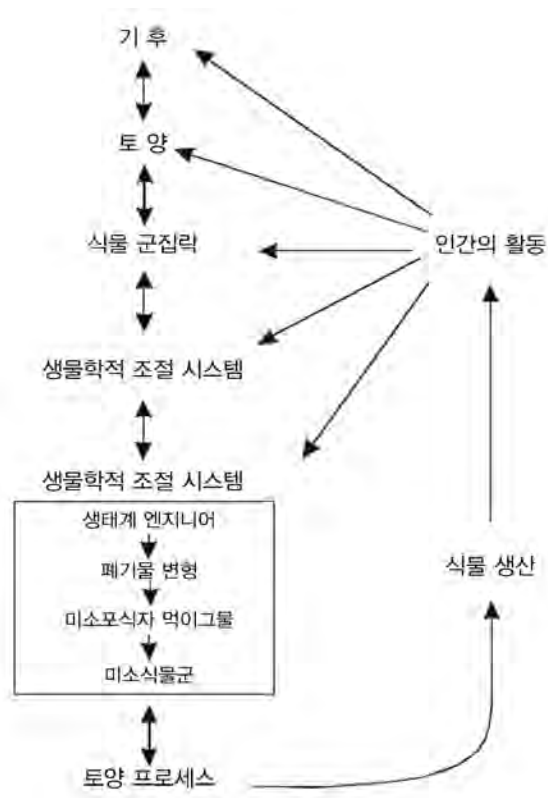 기 후
토 양
식물 군집락
인간의 활동
생물학적 조절 시스템
생물학적 조절 시스템
생태계 엔지니어
폐기물 변형
식물 생산
미소포식자 먹이그물
미소식물군
토양 프로세스